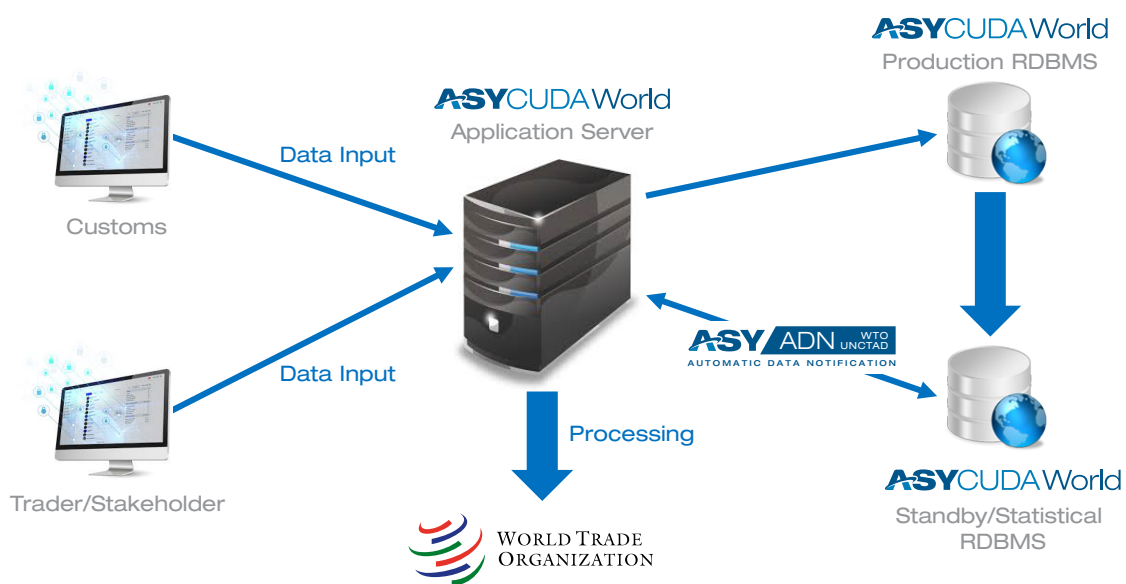 ASYCUDAWorld
Production RDBMS
ASYCUDAWorld
Application Server
Data Input
Customs
ASY ADN WTO UNCTAD
AUTOMATIC DATA NOTIFICATION
Data Input
Processing
Trader/Stakeholder
ASYCUDAWorld
Standby/Statistical
RDBMS
WORLD TRADE
ORGANIZATION